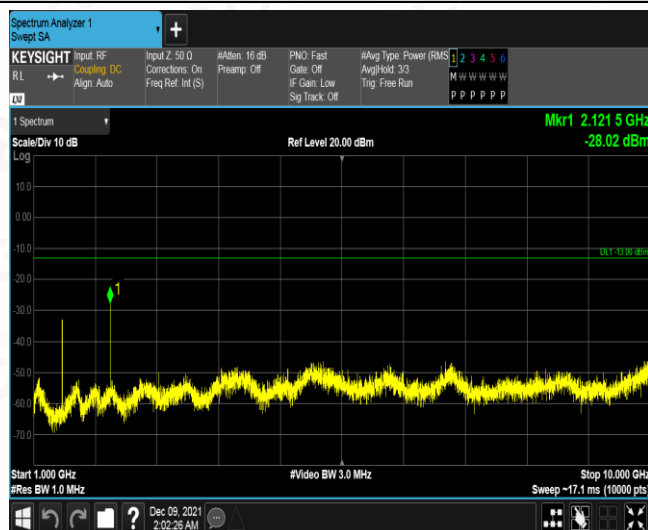 Spectrum Analyzer 1
Swept SA
KEYSIGHT
RL
LXI
Input: RF
Coupling: DC
Align: Auto
Input Z: 50 Ω
Corrections: On
Freq Ref: Int (S)
#Atten: 16 dB
Preamp: Off
PNO: Fast
Gate: Off
IF Gain: Low
Sig Track: Off
#Avg Type: Power (RMS
Avg|Hold: 3/3
Trig: Free Run
1 2 3 4 5 6
M W W W W W
P P P P P P
1 Spectrum
Mkr1 2.121 5 GHz
-28.02 dBm
Scale/Div 10 dB
Ref Level 20.00 dBm
Log
10.0
0.00
DL1 -13.00 dBm
-10.0
-20.0
1
-30.0
-40.0
-50.0
-60.0
-70.0
Start 1.000 GHz
#Video BW 3.0 MHz
Stop 10.000 GHz
#Res BW 1.0 MHz
Sweep ~17.1 ms (10000 pts)
?
Dec 09, 2021
2:02:26 AM